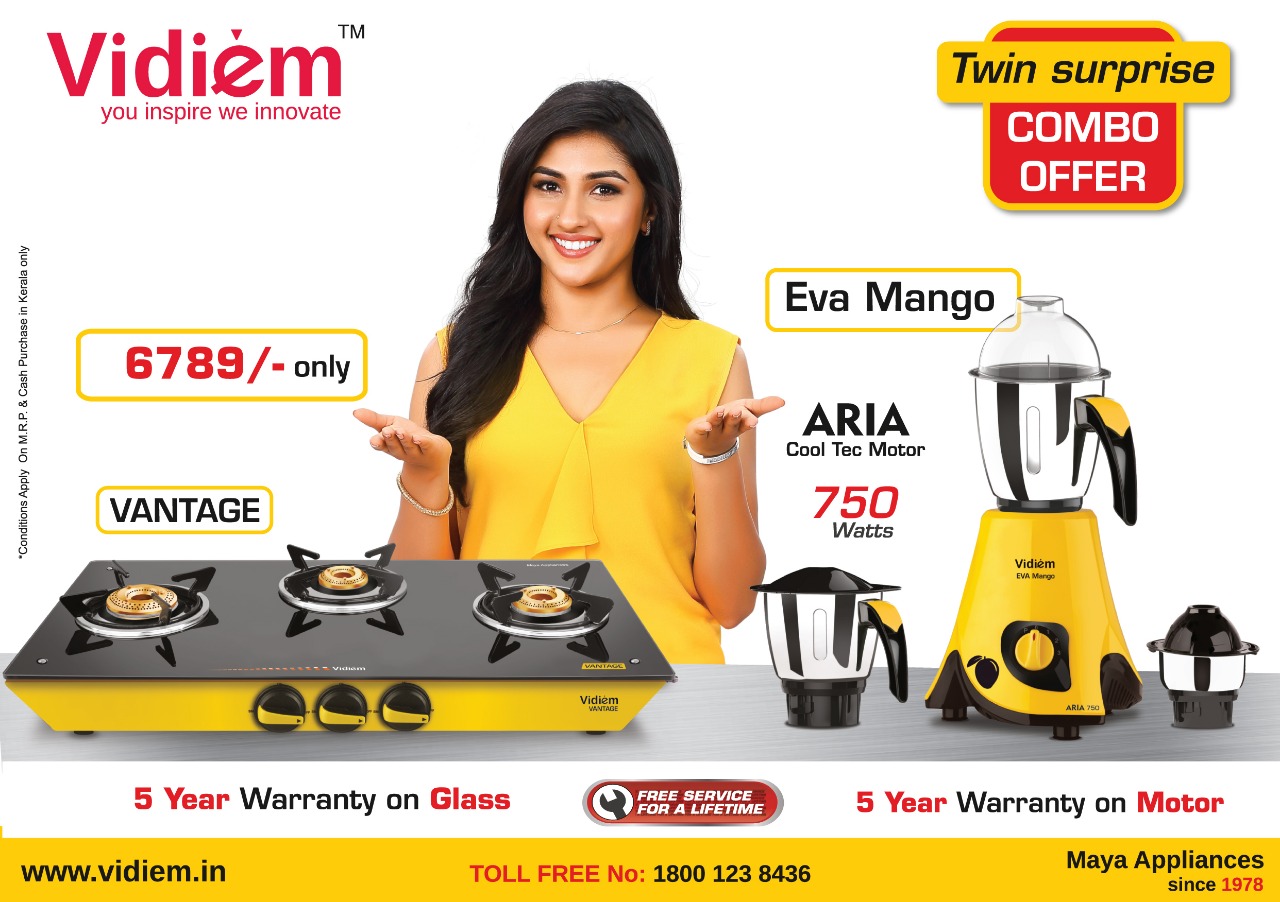 Vidiem™
you inspire we innovate
Twin surprise
COMBO
OFFER
*Conditions Apply On M.R.P. & Cash Purchase in Kerala only
6789/- only
Eva Mango
ARIA
Cool Tec Motor
750
Watts
VANTAGE
Vidiem
VANTAGE
Vidiem
VANTAGE
Vidiem
EVA Mango
ARIA 750
5 Year Warranty on Glass
FREE SERVICE
FOR A LIFETIME
5 Year Warranty on Motor
www.vidiem.in
TOLL FREE No: 1800 123 8436
Maya Appliances
since 1978